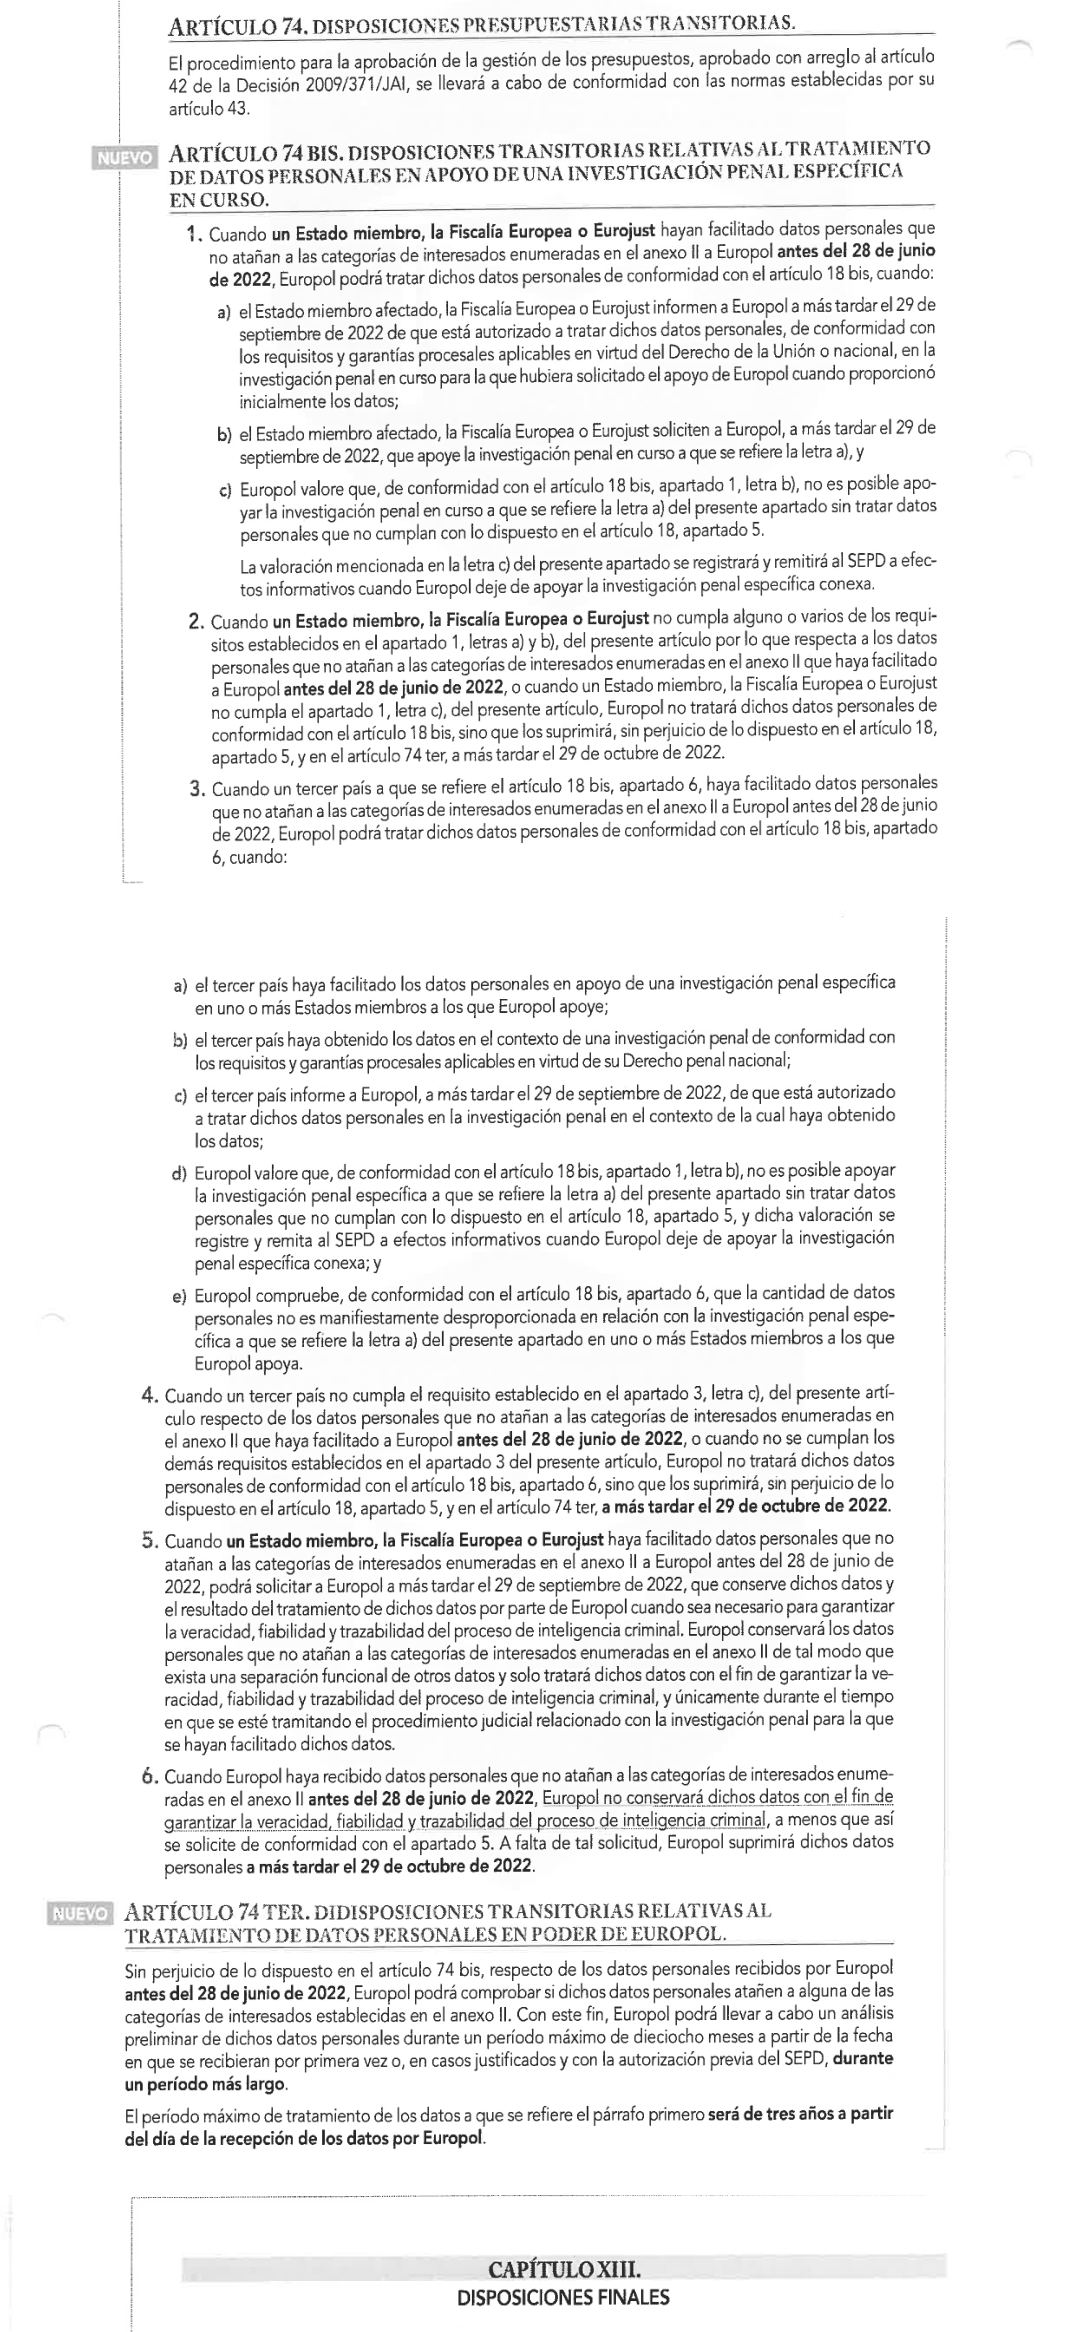 ARTÍCULO 74. DISPOSICIONES PRESUPUESTARIAS TRANSITORIAS.
El procedimiento para la aprobación de la gestión de los presupuestos, aprobado con arreglo al artículo
42 de la Decisión 2009/371/JAI, se llevará a cabo de conformidad con las normas establecidas por su
artículo 43.
NUEVO ARTÍCULO 74 BIS. DISPOSICIONES TRANSITORIAS RELATIVAS AL TRATAMIENTO
DE DATOS PERSONALES EN APOYO DE UNA INVESTIGACIÓN PENAL ESPECÍFICA
EN CURSO.
1. Cuando un Estado miembro, la Fiscalía Europea o Eurojust hayan facilitado datos personales que
no atañan a las categorías de interesados enumeradas en el anexo II a Europol antes del 28 de junio
de 2022, Europol podrá tratar dichos datos personales de conformidad con el artículo 18 bis, cuando:
a) el Estado miembro afectado, la Fiscalía Europea o Eurojust informen a Europol a más tardar el 29 de
septiembre de 2022 de que está autorizado a tratar dichos datos personales, de conformidad con
los requisitos y garantías procesales aplicables en virtud del Derecho de la Unión o nacional, en la
investigación penal en curso para la que hubiera solicitado el apoyo de Europol cuando proporcionó
inicialmente los datos;
b) el Estado miembro afectado, la Fiscalía Europea o Eurojust soliciten a Europol, a más tardar el 29 de
septiembre de 2022, que apoye la investigación penal en curso a que se refiere la letra a), y
c) Europol valore que, de conformidad con el artículo 18 bis, apartado 1, letra b), no es posible apo-
yar la investigación penal en curso a que se refiere la letra a) del presente apartado sin tratar datos
personales que no cumplan con lo dispuesto en el artículo 18, apartado 5.
La valoración mencionada en la letra c) del presente apartado se registrará y remitirá al SEPD a efec-
tos informativos cuando Europol deje de apoyar la investigación penal específica conexa.
2. Cuando un Estado miembro, la Fiscalía Europea o Eurojust no cumpla alguno o varios de los requi-
sitos establecidos en el apartado 1, letras a) y b), del presente artículo por lo que respecta a los datos
personales que no atañan a las categorías de interesados enumeradas en el anexo II que haya facilitado
a Europol antes del 28 de junio de 2022, o cuando un Estado miembro, la Fiscalía Europea o Eurojust
no cumpla el apartado 1, letra c), del presente artículo, Europol no tratará dichos datos personales de
conformidad con el artículo 18 bis, sino que los suprimirá, sin perjuicio de lo dispuesto en el artículo 18,
apartado 5, y en el artículo 74 ter, a más tardar el 29 de octubre de 2022.
3. Cuando un tercer país a que se refiere el artículo 18 bis, apartado 6, haya facilitado datos personales
que no atañan a las categorías de interesados enumeradas en el anexo II a Europol antes del 28 de junio
de 2022, Europol podrá tratar dichos datos personales de conformidad con el artículo 18 bis, apartado
6, cuando:
a) el tercer país haya facilitado los datos personales en apoyo de una investigación penal específica
en uno o más Estados miembros a los que Europol apoye;
b) el tercer país haya obtenido los datos en el contexto de una investigación penal de conformidad con
los requisitos y garantías procesales aplicables en virtud de su Derecho penal nacional;
c) el tercer país informe a Europol, a más tardar el 29 de septiembre de 2022, de que está autorizado
a tratar dichos datos personales en la investigación penal en el contexto de la cual haya obtenido
los datos;
d) Europol valore que, de conformidad con el artículo 18 bis, apartado 1, letra b), no es posible apoyar
la investigación penal específica a que se refiere la letra a) del presente apartado sin tratar datos
personales que no cumplan con lo dispuesto en el artículo 18, apartado 5, y dicha valoración se
registre y remita al SEPD a efectos informativos cuando Europol deje de apoyar la investigación
penal específica conexa; y
e) Europol compruebe, de conformidad con el artículo 18 bis, apartado 6, que la cantidad de datos
personales no es manifiestamente desproporcionada en relación con la investigación penal espe-
cífica a que se refiere la letra a) del presente apartado en uno o más Estados miembros a los que
Europol apoya.
4. Cuando un tercer país no cumpla el requisito establecido en el apartado 3, letra c), del presente artí-
culo respecto de los datos personales que no atañan a las categorías de interesados enumeradas en
el anexo II que haya facilitado a Europol antes del 28 de junio de 2022, o cuando no se cumplan los
demás requisitos establecidos en el apartado 3 del presente artículo, Europol no tratará dichos datos
personales de conformidad con el artículo 18 bis, apartado 6, sino que los suprimirá, sin perjuicio de lo
dispuesto en el artículo 18, apartado 5, y en el artículo 74 ter, a más tardar el 29 de octubre de 2022.
5. Cuando un Estado miembro, la Fiscalía Europea o Eurojust haya facilitado datos personales que no
atañan a las categorías de interesados enumeradas en el anexo II a Europol antes del 28 de junio de
2022, podrá solicitar a Europol a más tardar el 29 de septiembre de 2022, que conserve dichos datos y
el resultado del tratamiento de dichos datos por parte de Europol cuando sea necesario para garantizar
la veracidad, fiabilidad y trazabilidad del proceso de inteligencia criminal. Europol conservará los datos
personales que no atañan a las categorías de interesados enumeradas en el anexo II de tal modo que
exista una separación funcional de otros datos y solo tratará dichos datos con el fin de garantizar la ve-
racidad, fiabilidad y trazabilidad del proceso de inteligencia criminal, y únicamente durante el tiempo
en que se esté tramitando el procedimiento judicial relacionado con la investigación penal para la que
se hayan facilitado dichos datos.
6. Cuando Europol haya recibido datos personales que no atañan a las categorías de interesados enume-
radas en el anexo II antes del 28 de junio de 2022, Europol no conservará dichos datos con el fin de
garantizar la veracidad, fiabilidad y trazabilidad del proceso de inteligencia criminal, a menos que así
se solicite de conformidad con el apartado 5. A falta de tal solicitud, Europol suprimirá dichos datos
personales a más tardar el 29 de octubre de 2022.
NUEVO ARTÍCULO 74 TER. DIDISPOSICIONES TRANSITORIAS RELATIVAS AL
TRATAMIENTO DE DATOS PERSONALES EN PODER DE EUROPOL.
Sin perjuicio de lo dispuesto en el artículo 74 bis, respecto de los datos personales recibidos por Europol
antes del 28 de junio de 2022, Europol podrá comprobar si dichos datos personales atañen a alguna de las
categorías de interesados establecidas en el anexo II. Con este fin, Europol podrá llevar a cabo un análisis
preliminar de dichos datos personales durante un período máximo de dieciocho meses a partir de la fecha
en que se recibieran por primera vez o, en casos justificados y con la autorización previa del SEPD, durante
un período más largo.
El período máximo de tratamiento de los datos a que se refiere el párrafo primero será de tres años a partir
del día de la recepción de los datos por Europol.
CAPÍTULO XIII.
DISPOSICIONES FINALES